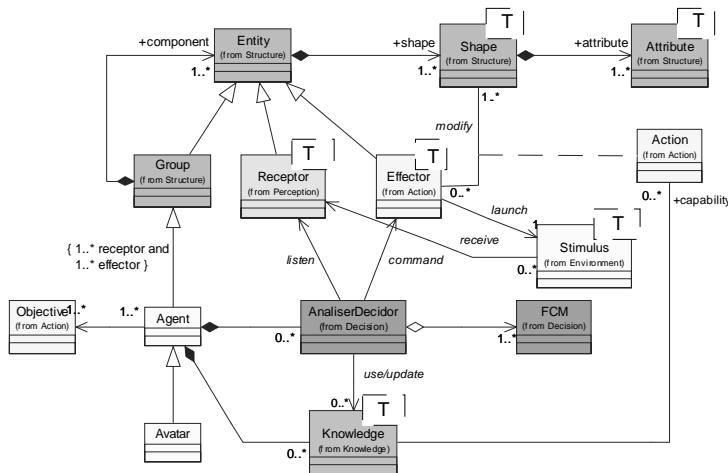 T
T
Entity
(from Structure)
+component
1..*
+shape
1..*
Shape
(from Structure)
1..*
+attribute
1..*
Attribute
(from Structure)
modify
Action
(from Action)
0..*
+capability
T
T
Group
(from Structure)
Receptor
(from Perception)
Effector
(from Action)
0..*
launch
1
T
receive
Stimulus
(from Environment)
0..*
{ 1..* receptor and
1..* effector }
listen
command
Objective
(from Action)
1..*
1..*
Agent
0..*
AnaliserDecidor
(from Decision)
1..*
FCM
(from Decision)
use/update
0..*
T
Avatar
0..*
Knowledge
(from Knowledge)